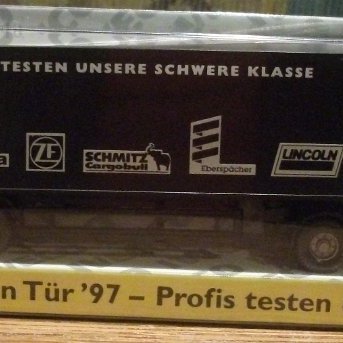 TESTEN UNSERE SCHWERE KLASSE
a ZF SCHMITZ Cargobull Eberspächer LINCOLN
n Tür '97 – Profis testen